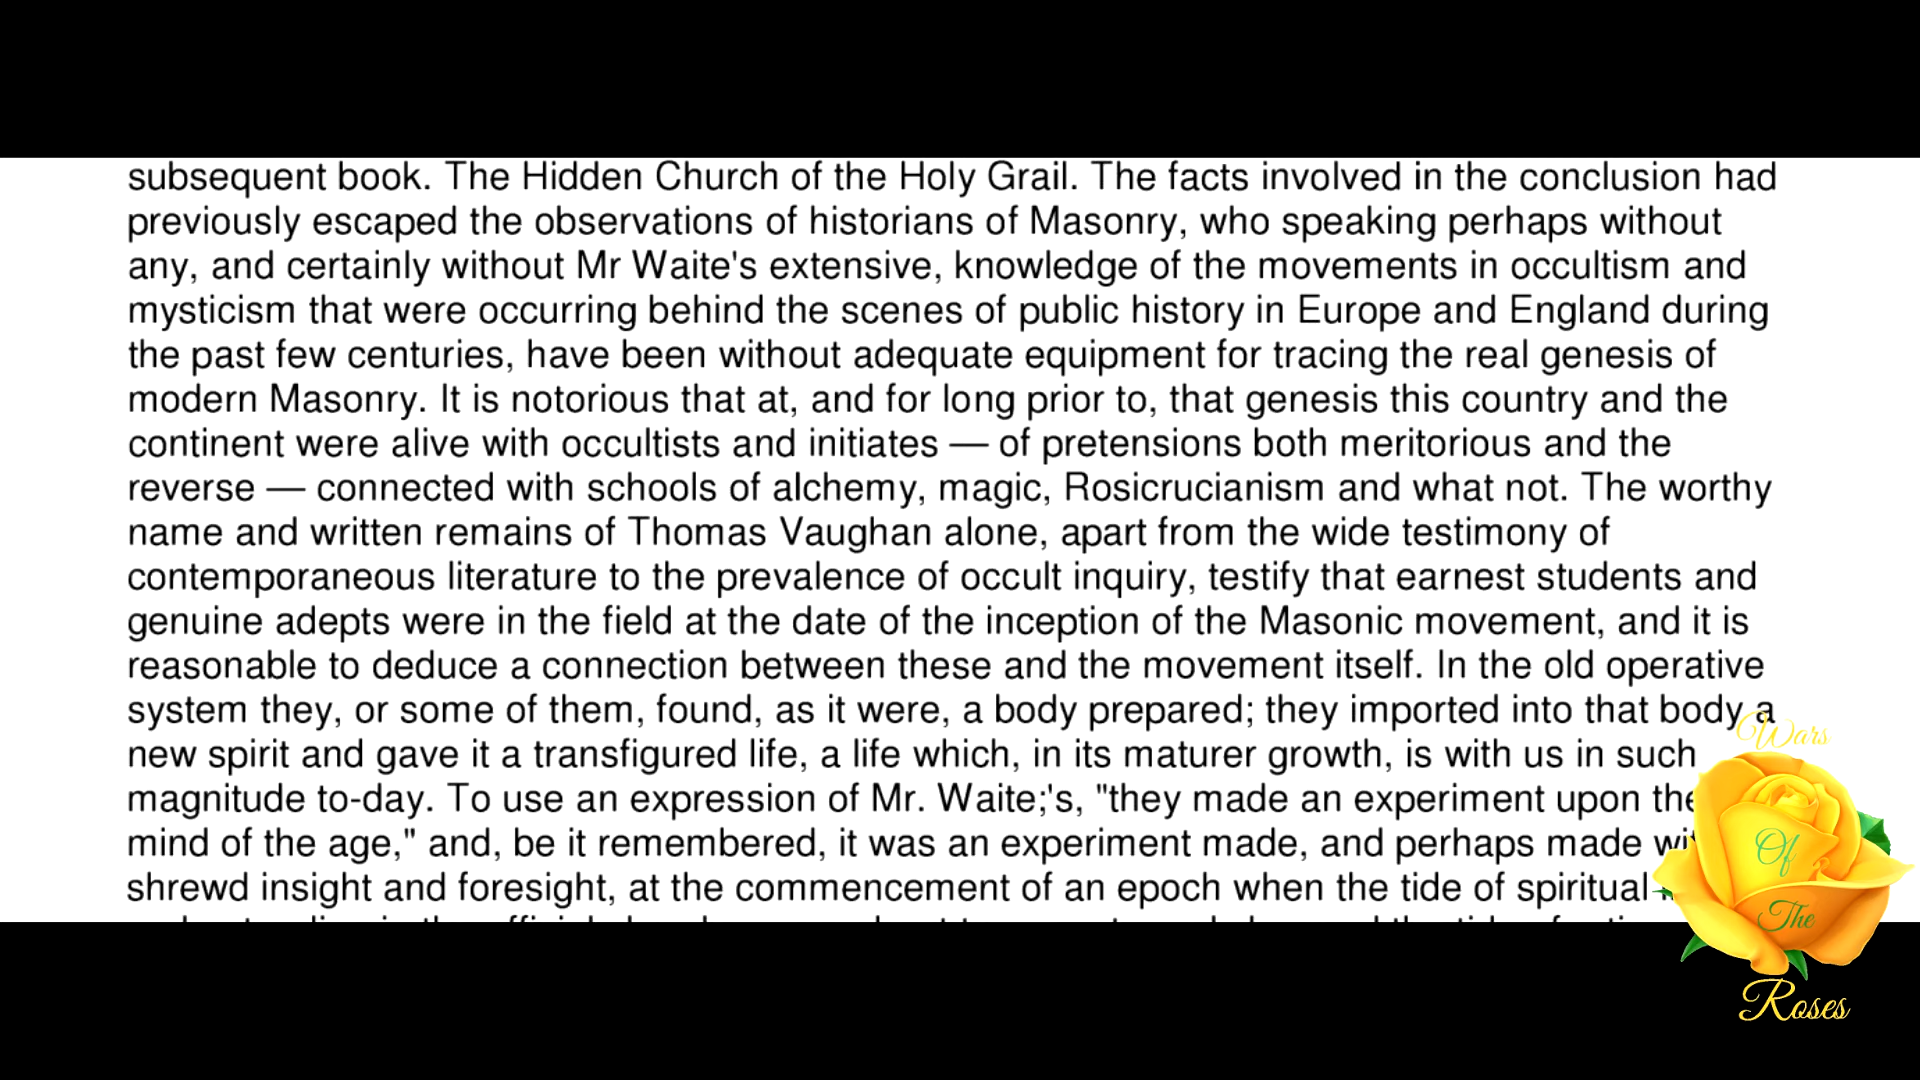 subsequent book. The Hidden Church of the Holy Grail. The facts involved in the conclusion had
previously escaped the observations of historians of Masonry, who speaking perhaps without
any, and certainly without Mr Waite's extensive, knowledge of the movements in occultism and
mysticism that were occurring behind the scenes of public history in Europe and England during
the past few centuries, have been without adequate equipment for tracing the real genesis of
modern Masonry. It is notorious that at, and for long prior to, that genesis this country and the
continent were alive with occultists and initiates — of pretensions both meritorious and the
reverse — connected with schools of alchemy, magic, Rosicrucianism and what not. The worthy
name and written remains of Thomas Vaughan alone, apart from the wide testimony of
contemporaneous literature to the prevalence of occult inquiry, testify that earnest students and
genuine adepts were in the field at the date of the inception of the Masonic movement, and it is
reasonable to deduce a connection between these and the movement itself. In the old operative
system they, or some of them, found, as it were, a body prepared; they imported into that body a
new spirit and gave it a transfigured life, a life which, in its maturer growth, is with us in such
magnitude to-day. To use an expression of Mr. Waite;'s, "they made an experiment upon the
mind of the age," and, be it remembered, it was an experiment made, and perhaps made
shrewd insight and foresight, at the commencement of an epoch when the tide of spiritual
Wars
Of
The
Roses